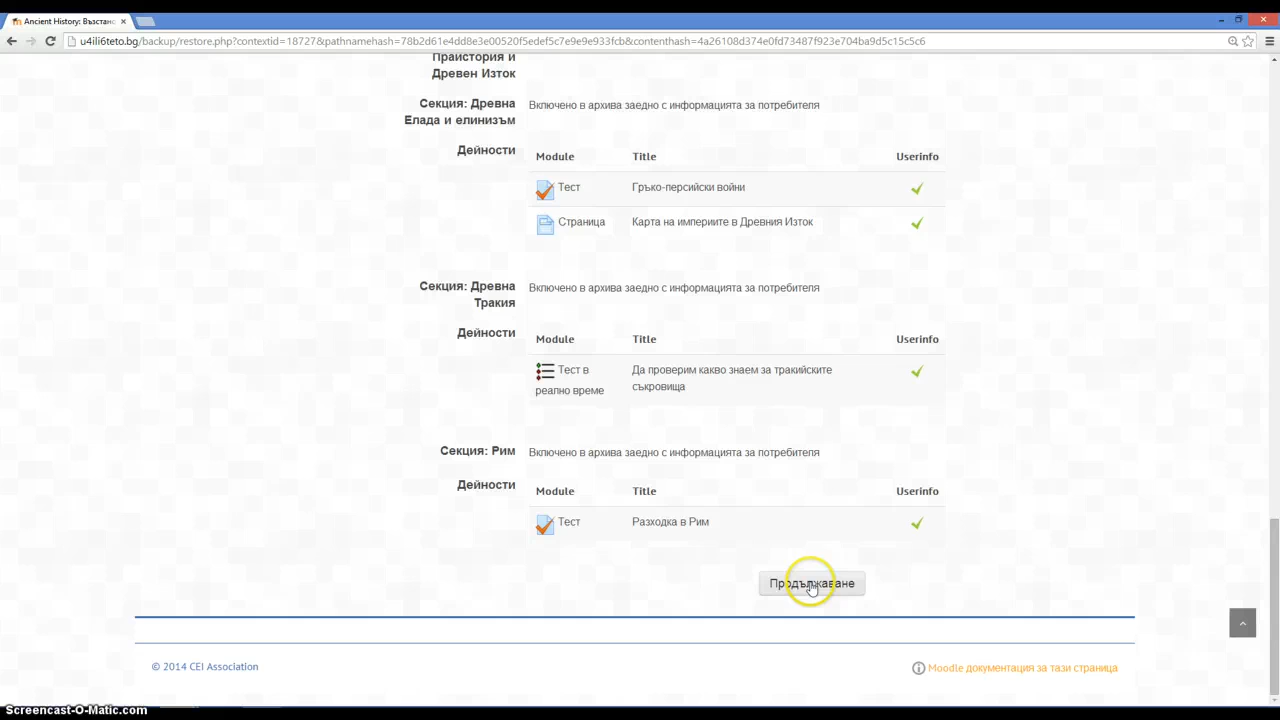 Ancient History: Възстано
u4ili6teto.bg/backup/restore.php?contextid=18727&pathnamehash=78b2d61e4dd8e3e00520f5edef5c7e9e9e933fcb&contenthash=4a26108d374e0fd73487f923e704ba9d5c15c5c6
Праистория и
Древен Изток
Секция: Древна
Елада и елинизъм
Включено в архива заедно с информацията за потребителя
Дейности
Module Title Userinfo
Тест Гръко-персийски войни
Страница Карта на империите в Древния Изток
Секция: Древна
Тракия
Включено в архива заедно с информацията за потребителя
Дейности
Module Title Userinfo
Тест в
реално време
Да проверим какво знаем за тракийските
съкровища
Секция: Рим Включено в архива заедно с информацията за потребителя
Дейности
Module Title Userinfo
Тест Разходка в Рим
Продължаване
© 2014 CEI Association
Moodle документация за тази страница
Screencast-O-Matic.com